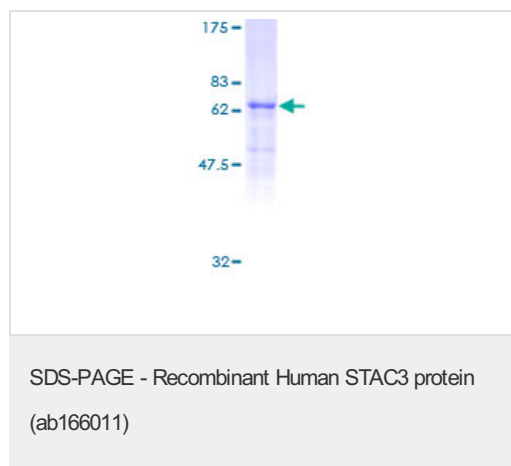 175
83
62
47.5
32
SDS-PAGE - Recombinant Human STAC3 protein
(ab166011)